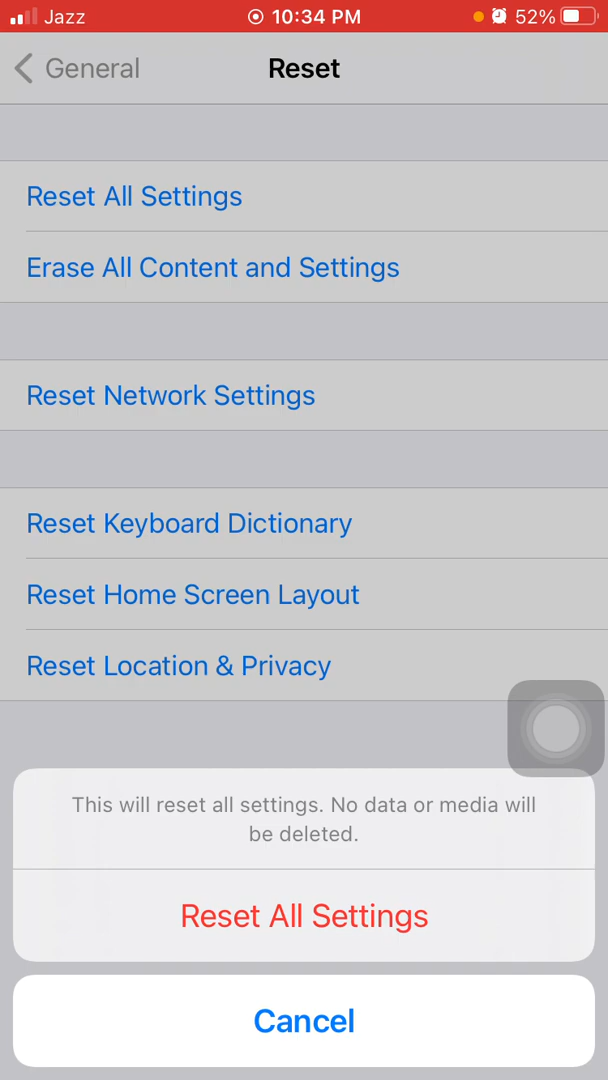 Jazz 10:34 PM 52%
General Reset
Reset All Settings
Erase All Content and Settings
Reset Network Settings
Reset Keyboard Dictionary
Reset Home Screen Layout
Reset Location & Privacy
This will reset all settings. No data or media will
be deleted.
Reset All Settings
Cancel